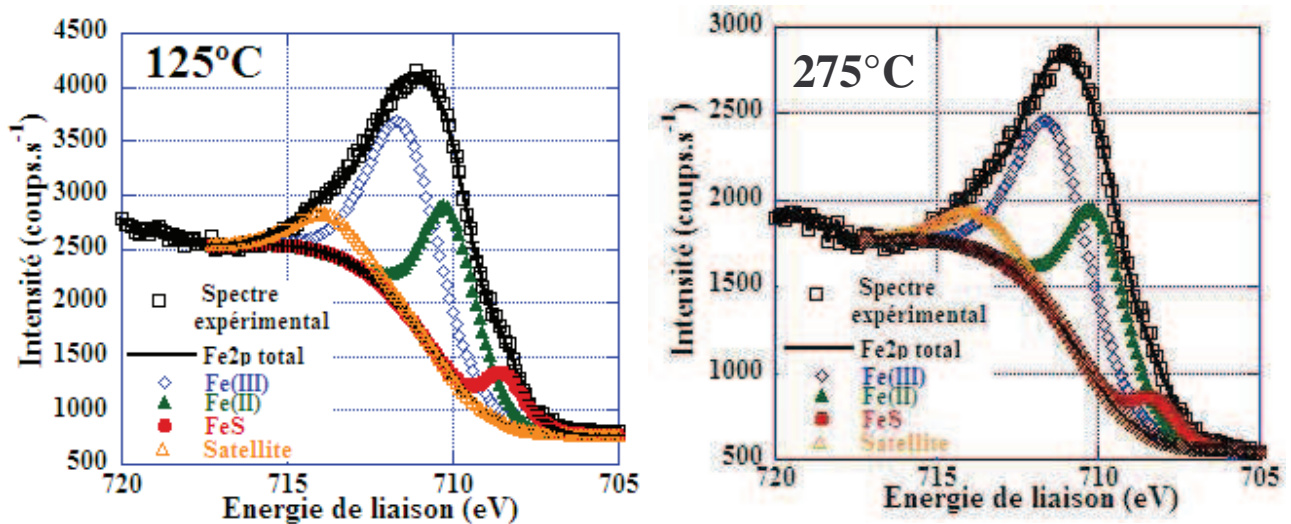 125°C
4500
4000
3500
3000
2500
2000
1500
1000
500
Intensité (coups.s⁻¹)
Spectre
expérimental
Fe2p total
Fe(III)
Fe(II)
FeS
Satellite
720 715 710 705
Energie de liaison (eV)
275°C
3000
2500
2000
1500
1000
500
Intensité (coups.s⁻¹)
Spectre
expérimental
Fe2p total
Fe(III)
Fe(II)
FeS
Satellite
720 715 710 705
Energie de liaison (eV)